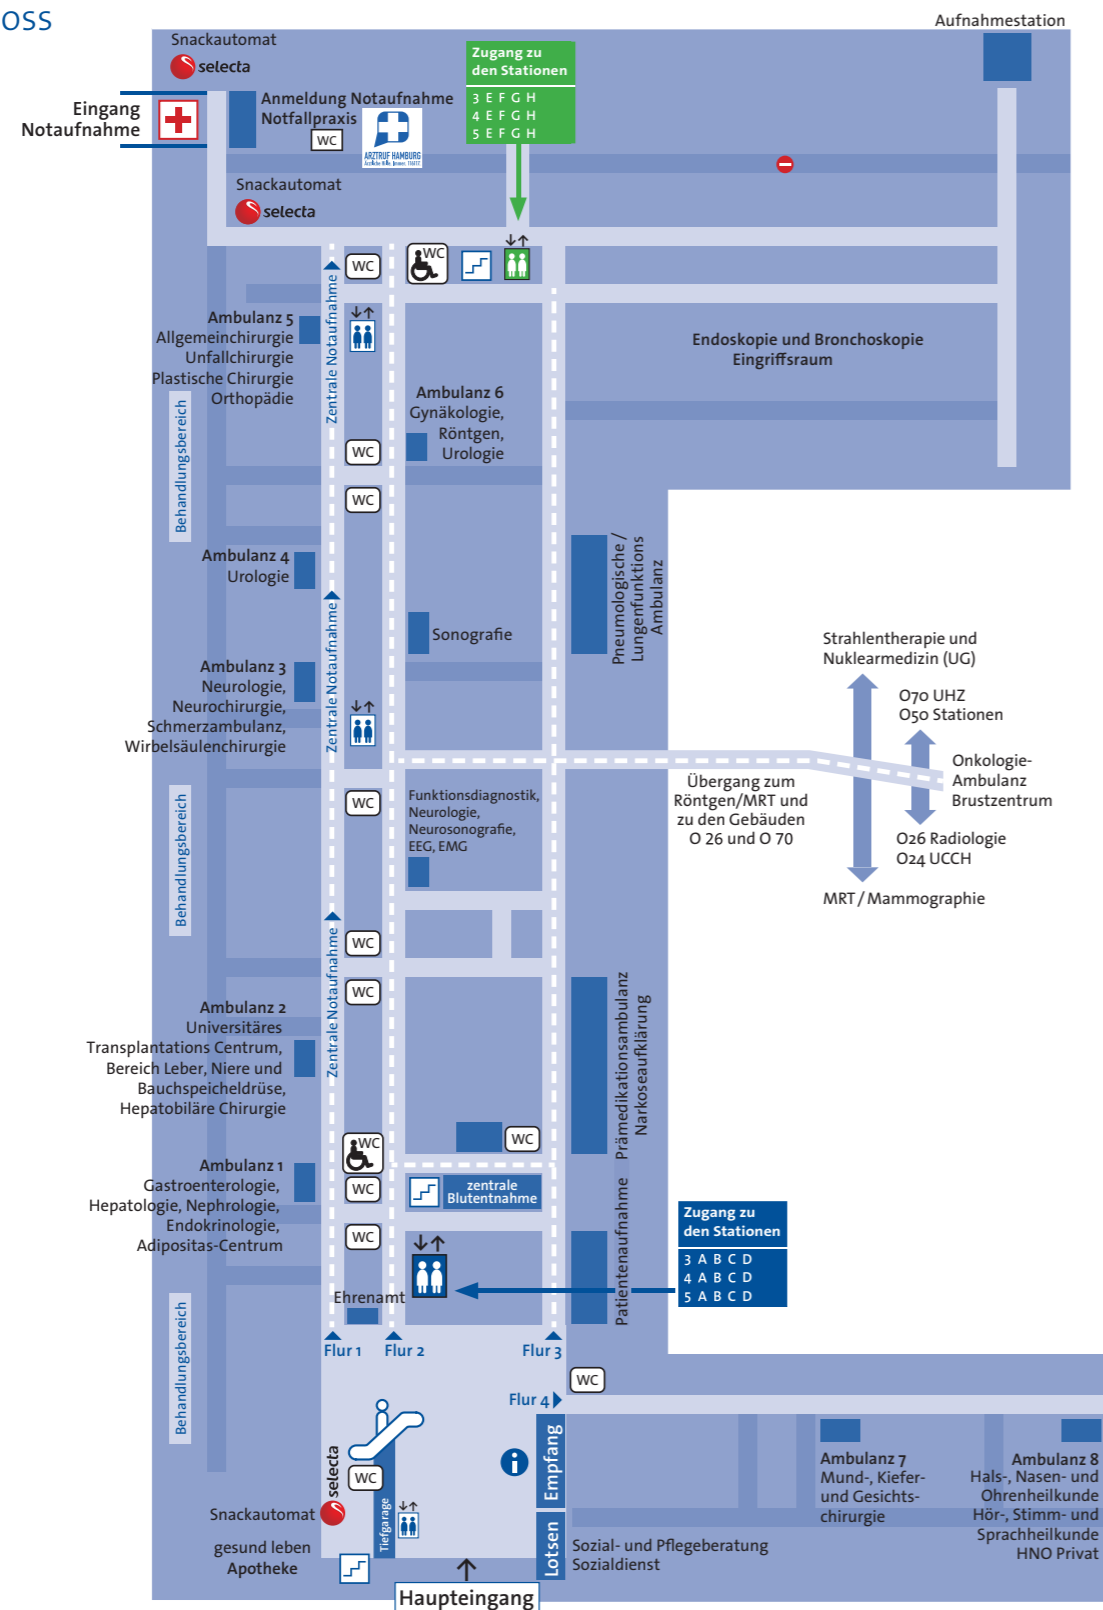 OSS
Aufnahmestation
Snackautomat
selecta
Zugang zu
den Stationen
3 E F G H
4 E F G H
5 E F G H
Eingang
Notaufnahme
Anmeldung Notaufnahme
Notfallpraxis
WC
ARZTRUF HAMBURG
Snackautomat
selecta
WC
WC
Zentrale Notaufnahme
Ambulanz 5
Allgemeinchirurgie
Unfallchirurgie
Plastische Chirurgie
Orthopädie
Endoskopie und Bronchoskopie
Eingriffsraum
Ambulanz 6
Gynäkologie,
Röntgen,
Urologie
Behandlungsbereich
WC
WC
Ambulanz 4
Urologie
Pneumologische /
Lungenfunktions
Ambulanz
Zentrale Notaufnahme
Sonografie
Strahlentherapie und
Nuklearmedizin (UG)
Ambulanz 3
Neurologie,
Neurochirurgie,
Schmerzambulanz,
Wirbelsäulenchirurgie
O70 UHZ
O50 Stationen
Onkologie-
Ambulanz
Brustzentrum
Übergang zum
Röntgen/MRT und
zu den Gebäuden
O 26 und O 70
O26 Radiologie
O24 UCCH
MRT / Mammographie
Behandlungsbereich
WC
Funktionsdiagnostik,
Neurologie,
Neurosonografie,
EEG, EMG
WC
WC
Zentrale Notaufnahme
Ambulanz 2
Universitäres
Transplantations Centrum,
Bereich Leber, Niere und
Bauchspeicheldrüse,
Hepatobiläre Chirurgie
Prämedikationsambulanz
Narkoseaufklärung
WC
WC
Ambulanz 1
Gastroenterologie,
Hepatologie, Nephrologie,
Endokrinologie,
Adipositas-Centrum
WC
zentrale
Blutentnahme
WC
Patientenaufnahme
Zugang zu
den Stationen
3 A B C D
4 A B C D
5 A B C D
Ehrenamt
Behandlungsbereich
Flur 1
Flur 2
Flur 3
WC
Flur 4
Empfang
selecta
WC
Snackautomat
Tiefgarage
gesund leben
Apotheke
Lotsen
Sozial- und Pflegeberatung
Sozialdienst
Ambulanz 7
Mund-, Kiefer-
und Gesichts-
chirurgie
Ambulanz 8
Hals-, Nasen- und
Ohrenheilkunde
Hör-, Stimm- und
Sprachheilkunde
HNO Privat
Haupteingang